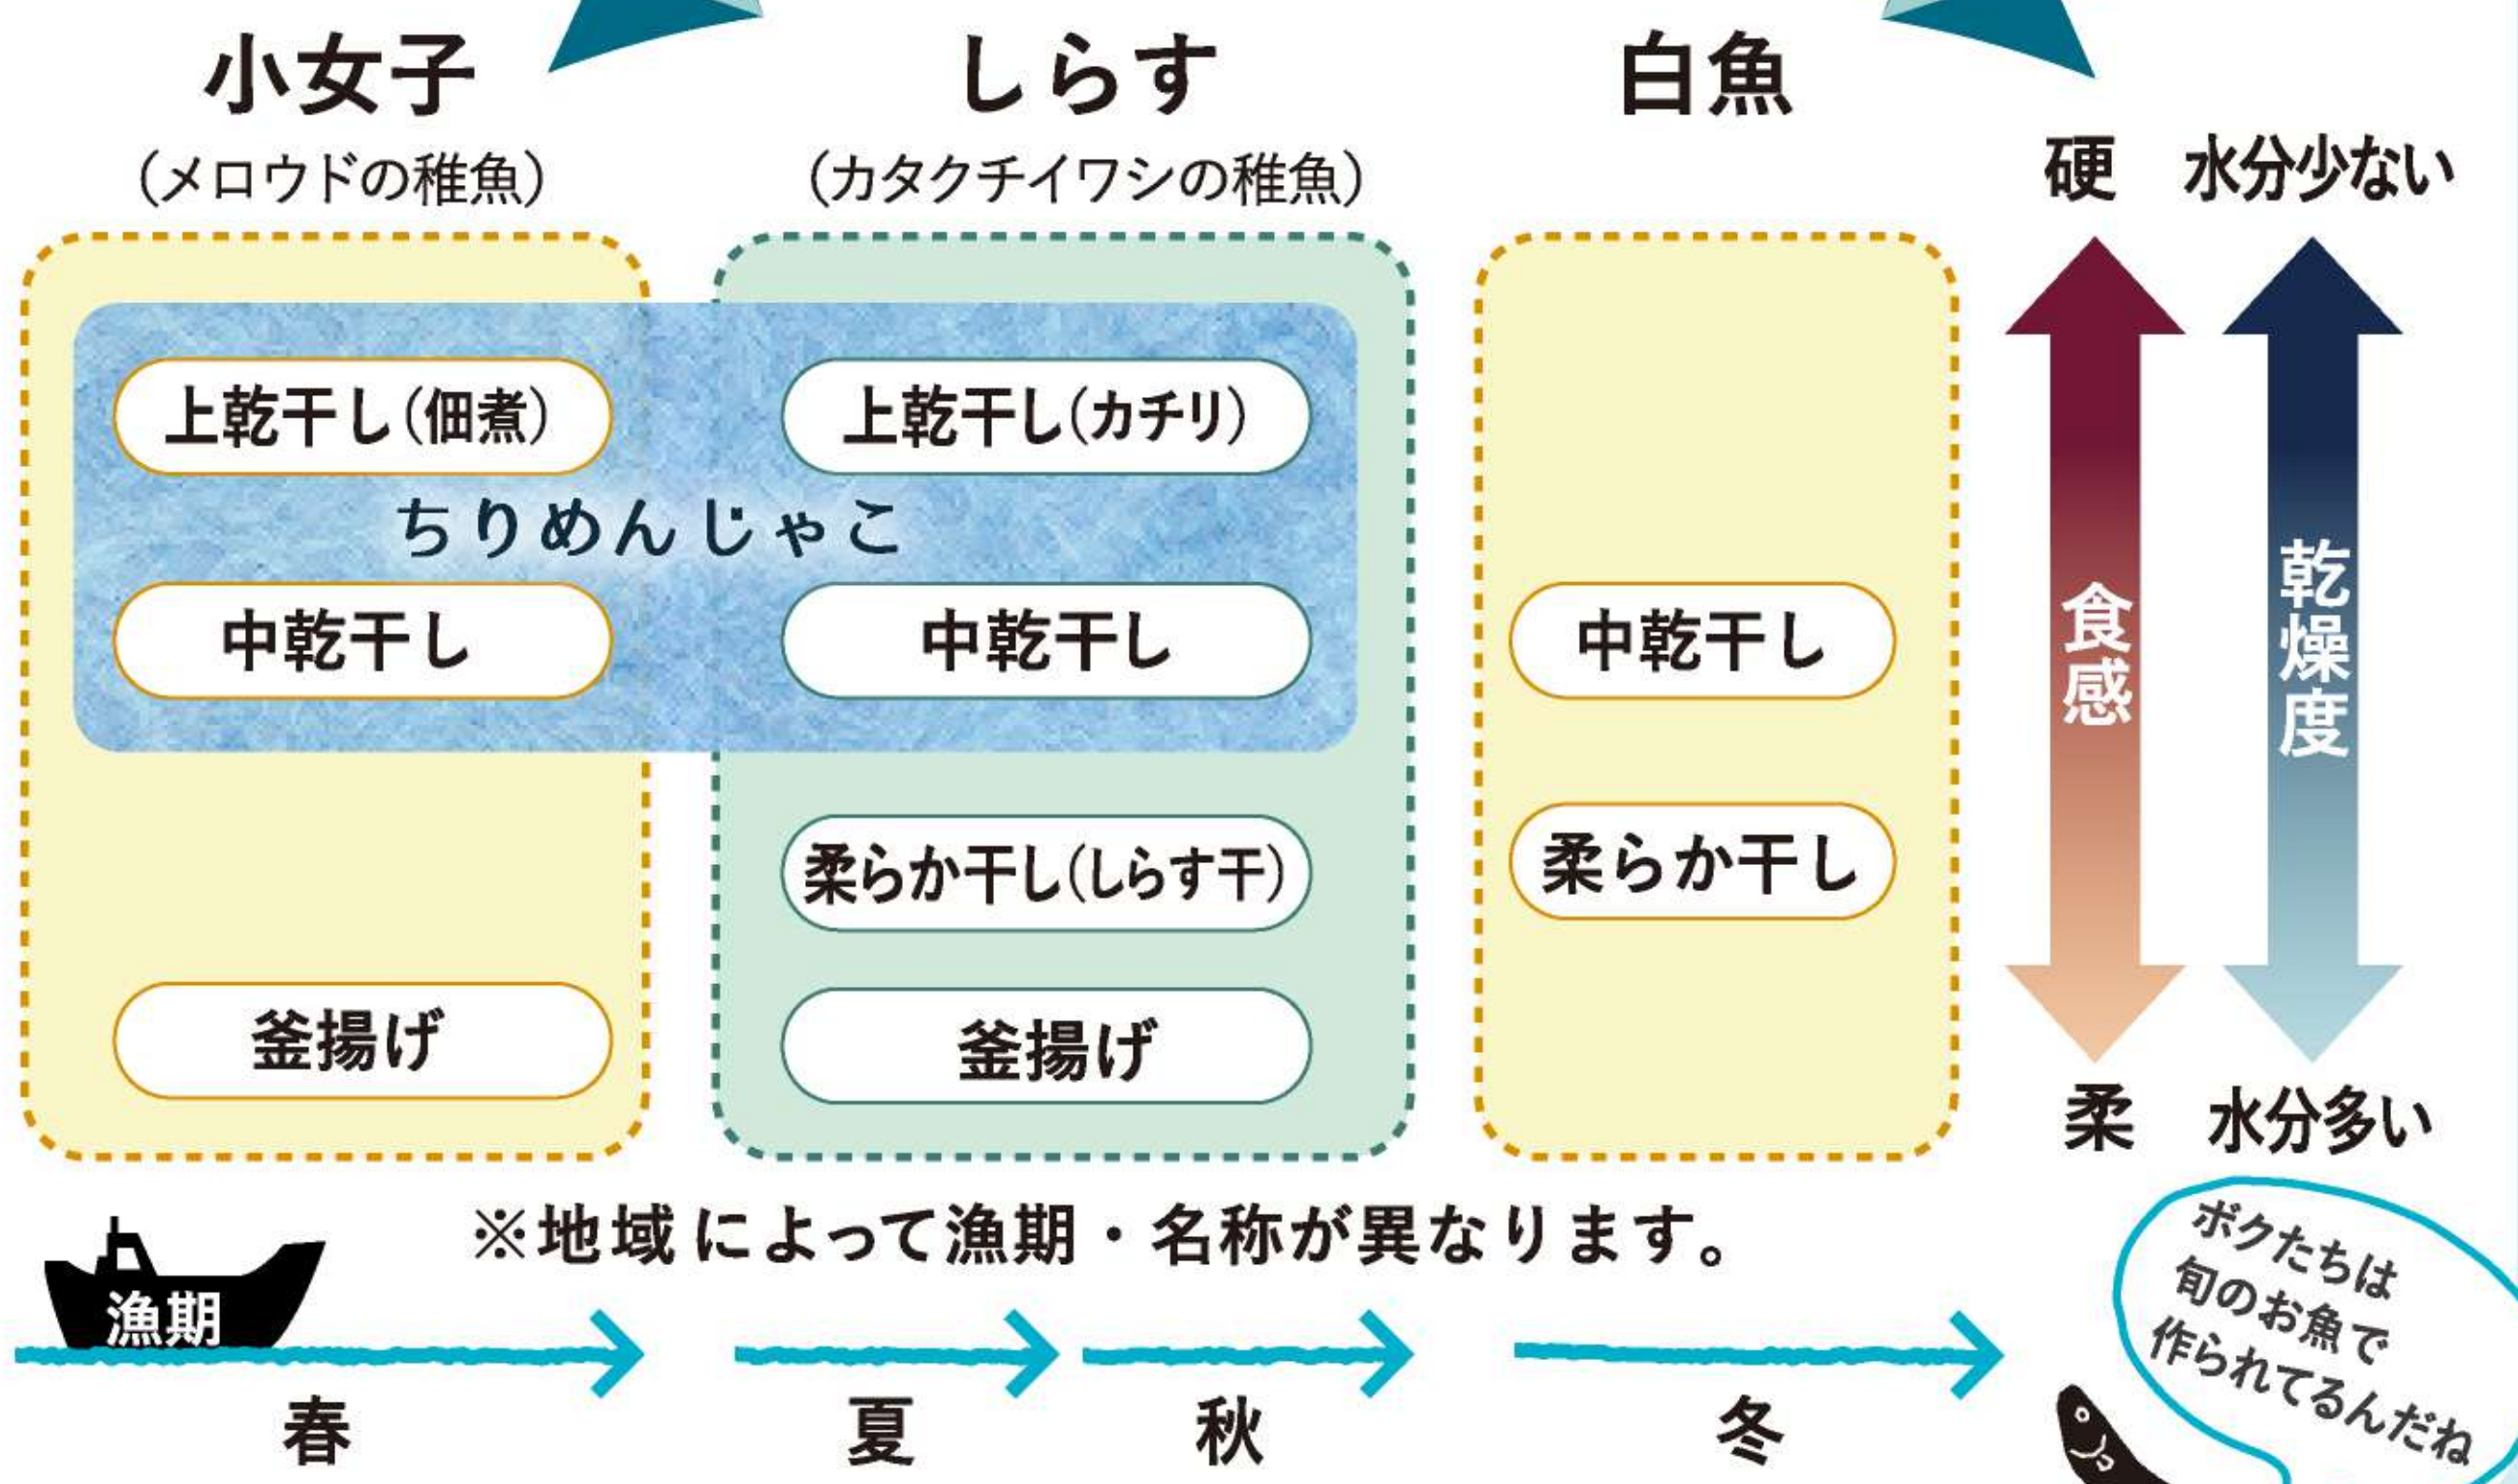 小女子
(メロウドの稚魚)
しらす
(カタクチイワシの稚魚)
白魚
硬
水分少ない
上乾干し(佃煮)
上乾干し(カチリ)
ちりめんじゃこ
中乾干し
中乾干し
中乾干し
柔らか干し(しらす干)
柔らか干し
釜揚げ
釜揚げ
食感
乾燥度
柔
水分多い
※地域によって漁期・名称が異なります。
漁期
春
夏
秋
冬
ボクたちは
旬のお魚で
作られてるんだね